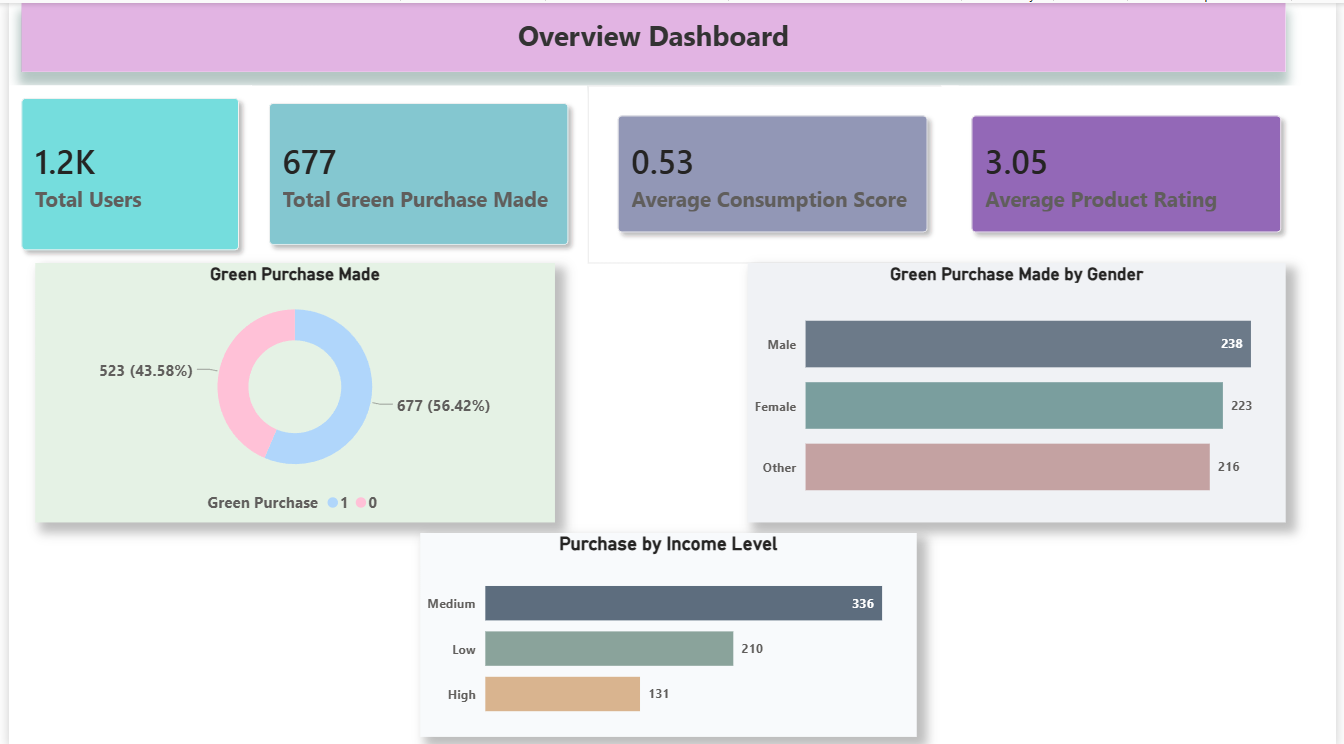 Overview Dashboard
1.2K
Total Users
677
Total Green Purchase Made
0.53
Average Consumption Score
3.05
Average Product Rating
Green Purchase Made
523 (43.58%)
677 (56.42%)
Green Purchase 1 0
Green Purchase Made by Gender
Male 238
Female 223
Other 216
Purchase by Income Level
Medium 336
Low 210
High 131